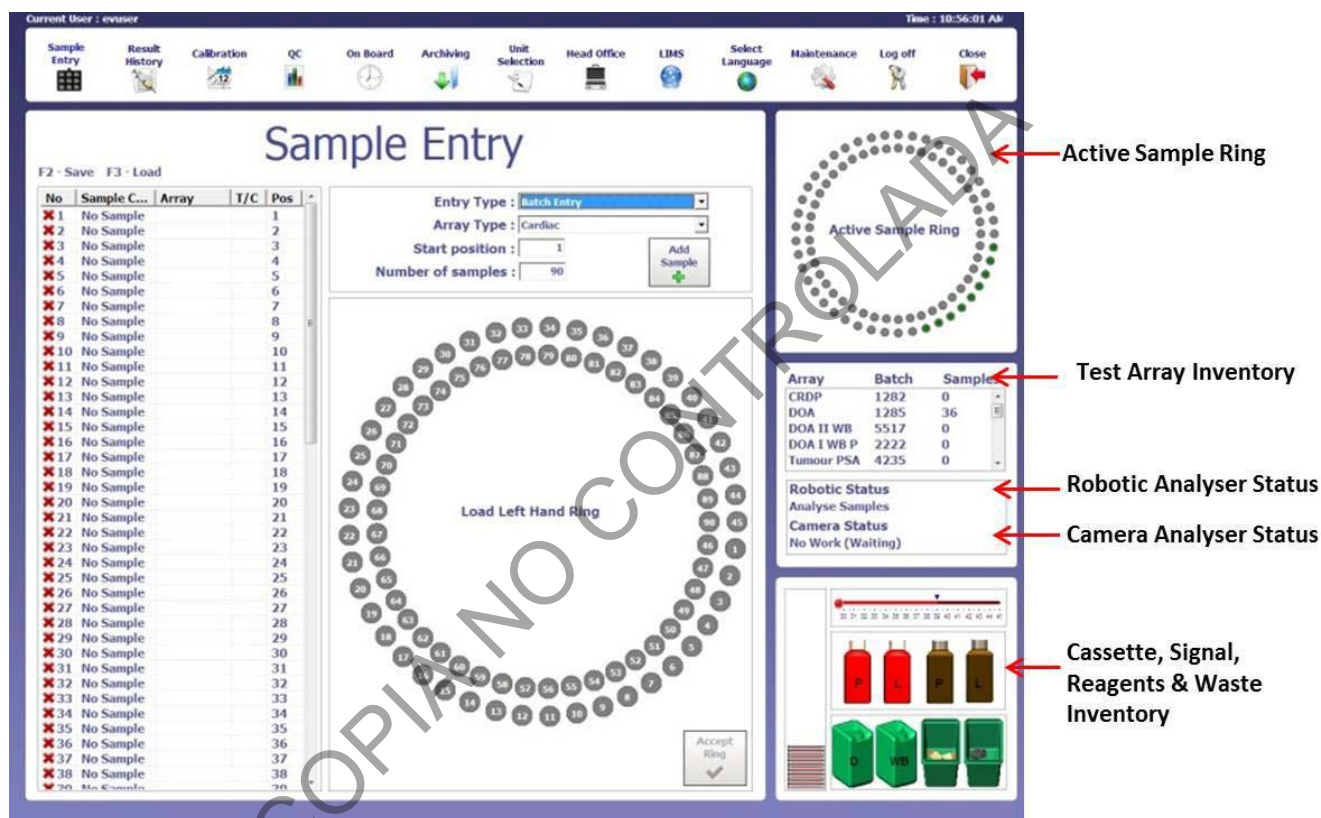 Current User : evuser
Time : 10:56:01 AM
Sample Entry
Result History
Calibration
QC
On Board
Archiving
Unit Selection
Head Office
LIMS
Select Language
Maintenance
Log off
Close
Sample Entry
F2 - Save F3 - Load
No Sample C... Array T/C Pos
1 No Sample 1
2 No Sample 2
3 No Sample 3
4 No Sample 4
5 No Sample 5
6 No Sample 6
7 No Sample 7
8 No Sample 8
9 No Sample 9
10 No Sample 10
11 No Sample 11
12 No Sample 12
13 No Sample 13
14 No Sample 14
15 No Sample 15
16 No Sample 16
17 No Sample 17
18 No Sample 18
19 No Sample 19
20 No Sample 20
21 No Sample 21
22 No Sample 22
23 No Sample 23
24 No Sample 24
25 No Sample 25
26 No Sample 26
27 No Sample 27
28 No Sample 28
29 No Sample 29
30 No Sample 30
31 No Sample 31
32 No Sample 32
33 No Sample 33
34 No Sample 34
35 No Sample 35
36 No Sample 36
37 No Sample 37
38 No Sample 38
Entry Type : Batch Entry
Array Type : Cardiac
Start position : 1
Number of samples : 90
Add
Sample
Load Left Hand Ring
Accept
Ring
Active Sample Ring
Array Batch Samples
CRDP 1282 0
DOA 1285 36
DOA II WB 5517 0
DOA I WB P 2222 0
Tumour PSA 4235 0
Robotic Status
Analyse Samples
Camera Status
No Work (Waiting)
P L P L
D WB
Active Sample Ring
Test Array Inventory
Robotic Analyser Status
Camera Analyser Status
Cassette, Signal,
Reagents & Waste
Inventory
COPIA NO CONTROLADA